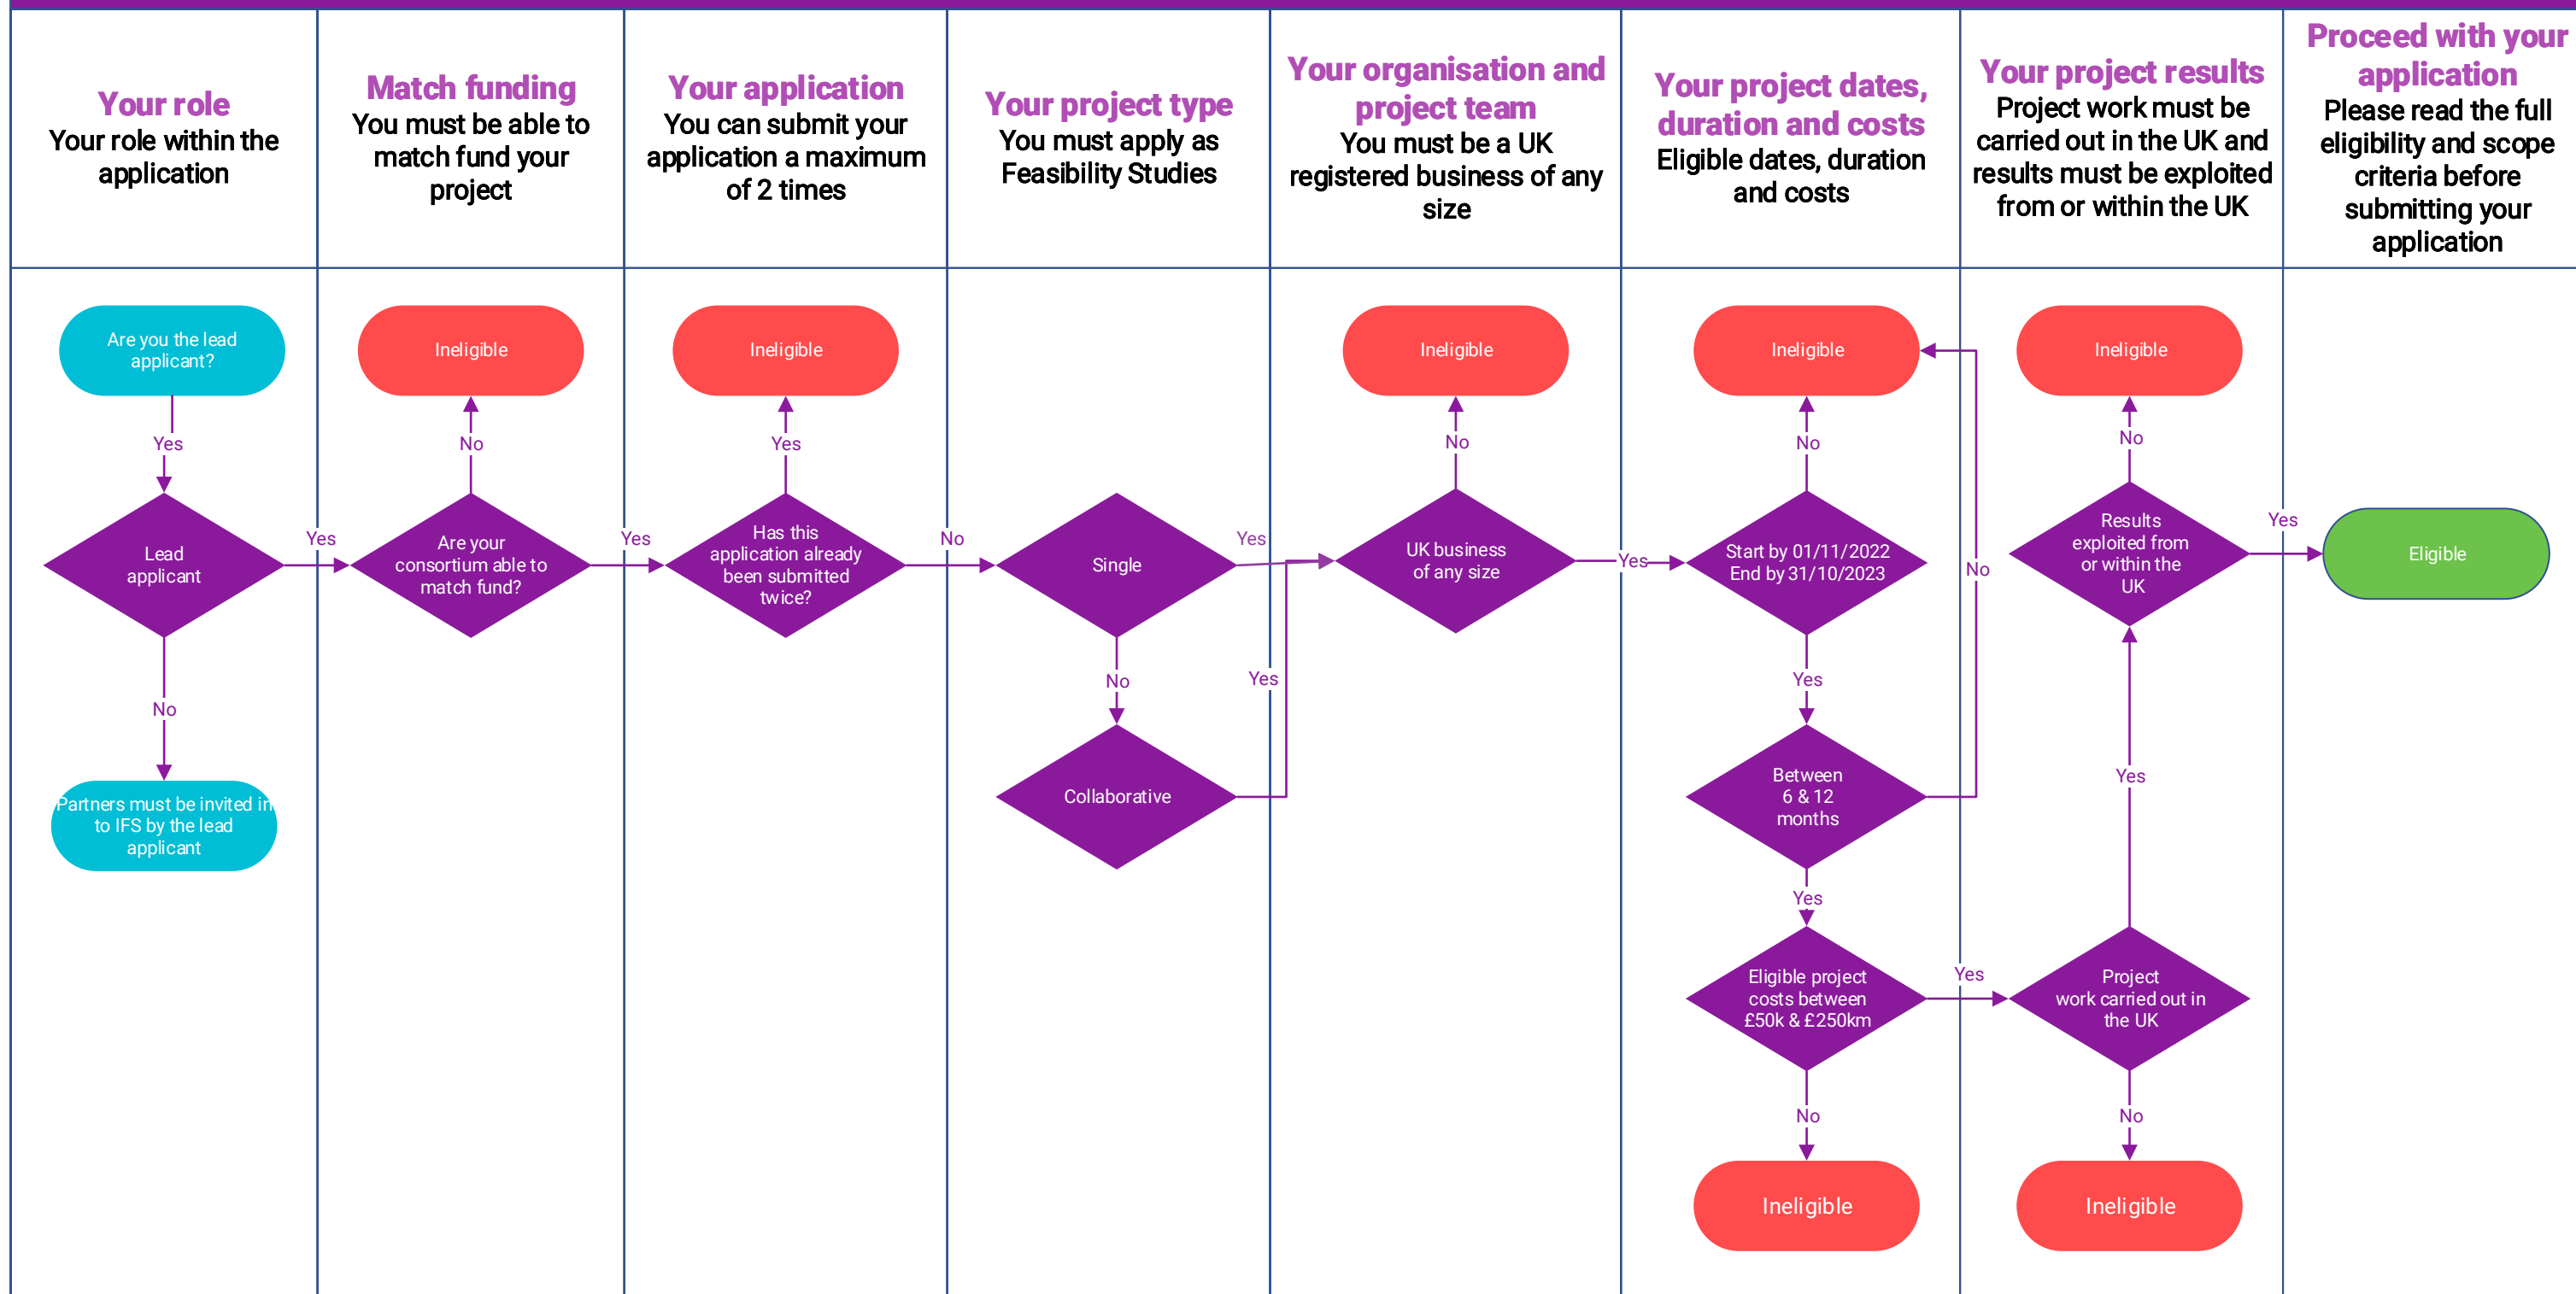 Your role
Your role within the
application
Match funding
You must be able to
match fund your
project
Your application
You can submit your
application a maximum
of 2 times
Your project type
You must apply as
Feasibility Studies
Your organisation and
project team
You must be a UK
registered business of any
size
Your project dates,
duration and costs
Eligible dates, duration
and costs
Your project results
Project work must be
carried out in the UK and
results must be exploited
from or within the UK
Proceed with your
application
Please read the full
eligibility and scope
criteria before
submitting your
application
Are you the lead
applicant?
Yes
Lead
applicant
Yes
No
Partners must be invited in
to IFS by the lead
applicant
Ineligible
No
Are your
consortium able to
match fund?
Yes
Ineligible
Yes
Has this
application already
been submitted
twice?
No
Single
Yes
No
Collaborative
Yes
Ineligible
No
UK business
of any size
Yes
Ineligible
No
Start by 01/11/2022
End by 31/10/2023
No
Yes
Between
6 & 12
months
Yes
Eligible project
costs between
£50k & £250km
Yes
No
Ineligible
Ineligible
No
Results
exploited from
or within the
UK
Yes
Yes
Project
work carried out in
the UK
No
Ineligible
Eligible